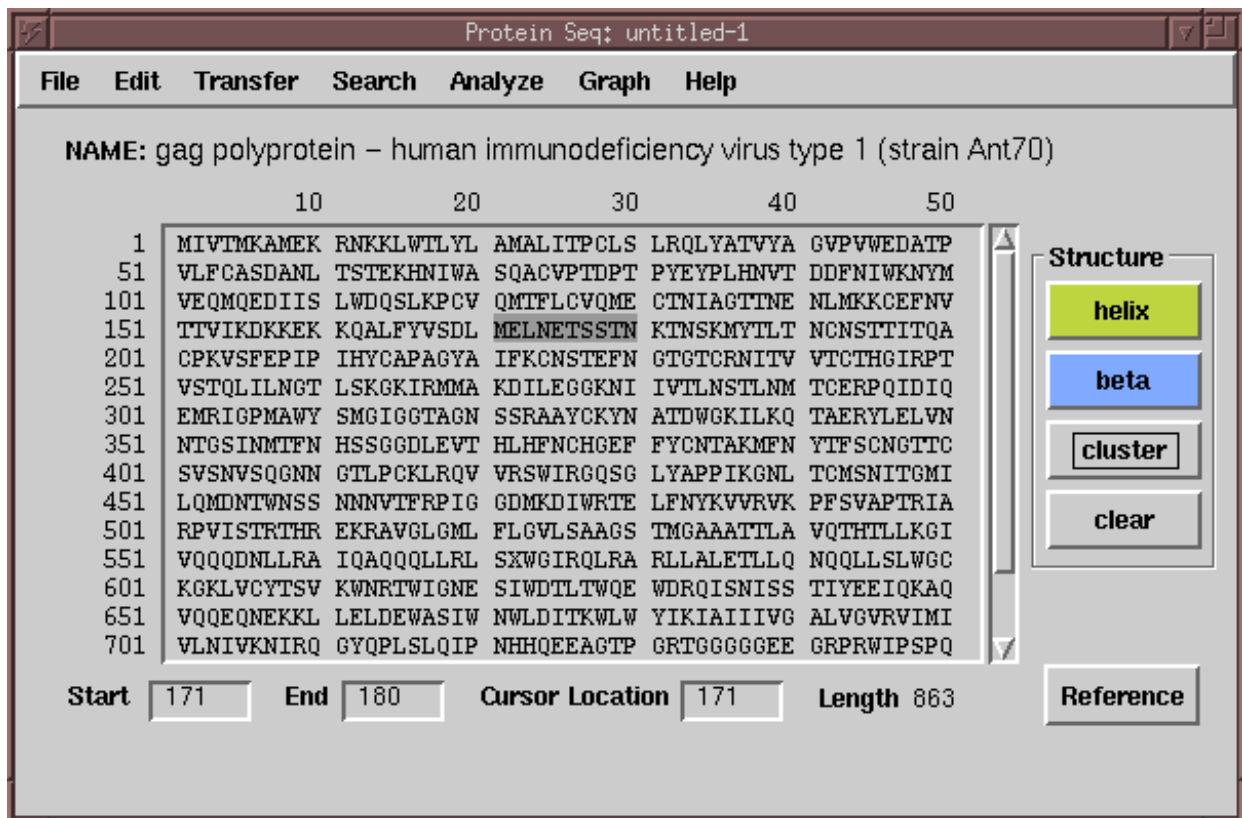 Protein Seq: untitled-1
File Edit Transfer Search Analyze Graph Help
NAME: gag polyprotein – human immunodeficiency virus type 1 (strain Ant70)
10 20 30 40 50
1 MIVTMKAMEK RNKKLWTLYL AMALITPCLS LRQLYATVYA GVPVWEDATP
51 VLFCASDANL TSTEKHNIWA SQACVPTDPT PYEYPLHNVT DDFNIWKNYM
101 VEQMQEDIIS LWDQSLKPCV QMTFLCVQME CTNIAGTTNE NLMKKCEFNV
151 TTVIKDKKEK KQALFYVSDL MELNETSSTN KTNSKMYTLT NCNSTTITQA
201 CPKVSFEPIP IHYCAPAGYA IFKCNSTEFN GTGTCRNITV VTCTHGIRPT
251 VSTQLILNGT LSKGKIRMMA KDILEGGKNI IVTLNSTLNM TCERPQIDIQ
301 EMRIGPMAWY SMGIGGTAGN SSRAAYCKYN ATDWGKILKQ TAERYLELVN
351 NTGSINMTFN HSSGGDLEVT HLHFNCHGEF FYCNTAKMFN YTFSCNGTTC
401 SVSNVSQGNN GTLPCKLRQV VRSWIRGQSG LYAPPIKGNL TCMSNITGMI
451 LQMDNTWNSS NNNVTFRPIG GDMKDIWRTE LFNYKVVRVK PFSVAPTRIA
501 RPVISTRTHR EKRAVGLGML FLGVLSAAGS TMGAAATTLA VQTHTLLKGI
551 VQQQDNLLRA IQAQQQLLRL SXWGIRQLRA RLLALETLLQ NQQLLSLWGC
601 KGKLVCYTSV KWNRTWIGNE SIWDTLTWQE WDRQISNISS TIYEEIQKAQ
651 VQQEQNEKKL LELDEWASIW NWLDITKWLW YIKIAIIIVG ALVGVRVIMI
701 VLNIVKNIRQ GYQPLSLQIP NHHQEEAGTP GRTGGGGGEE GRPRWIPSPQ
Structure
helix
beta
cluster
clear
Start 171 End 180 Cursor Location 171 Length 863
Reference